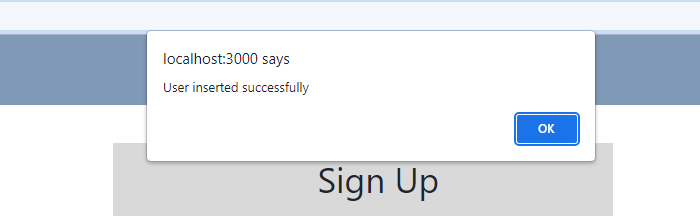 localhost:3000 says
User inserted successfully
OK
Sign Up